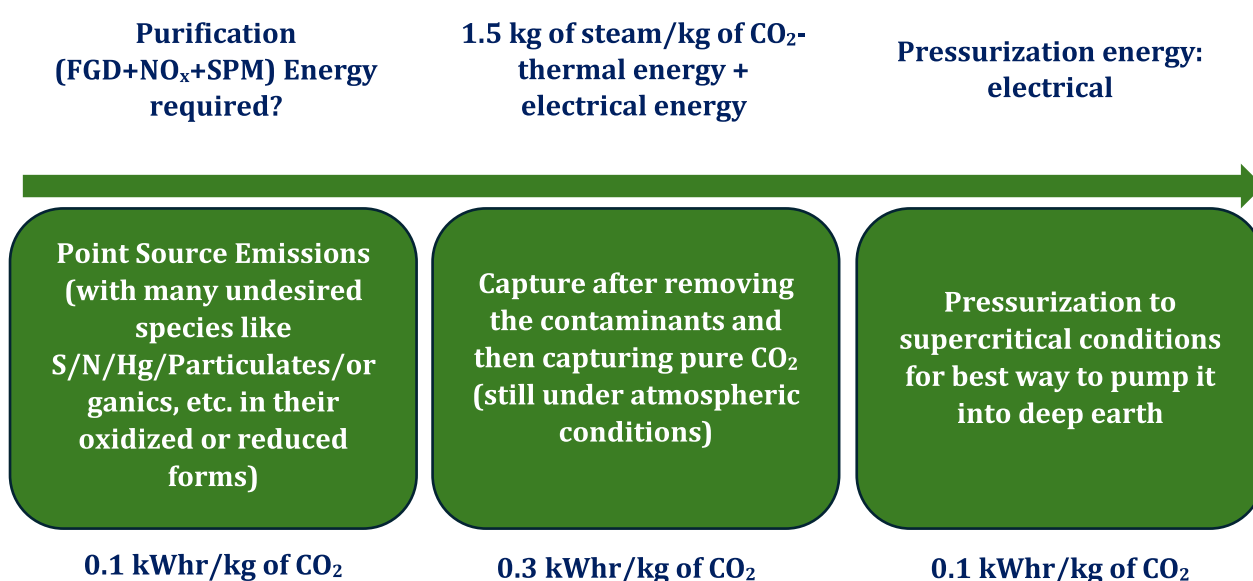 Purification
(FGD+NOₓ+SPM) Energy
required?
1.5 kg of steam/kg of CO₂-
thermal energy +
electrical energy
Pressurization energy:
electrical
Point Source Emissions
(with many undesired
species like
S/N/Hg/Particulates/or
ganics, etc. in their
oxidized or reduced
forms)
Capture after removing
the contaminants and
then capturing pure CO₂
(still under atmospheric
conditions)
Pressurization to
supercritical conditions
for best way to pump it
into deep earth
0.1 kWhr/kg of CO₂
0.3 kWhr/kg of CO₂
0.1 kWhr/kg of CO₂